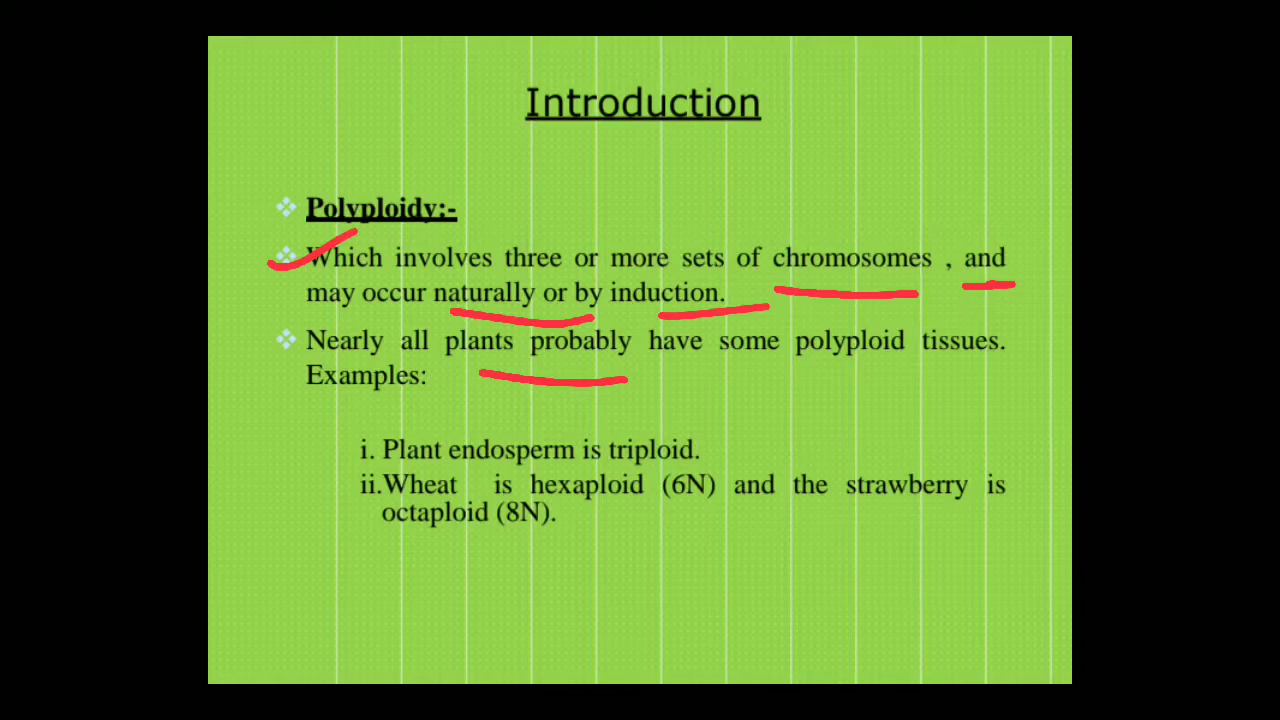 Introduction
Polyploidy:-
Which involves three or more sets of chromosomes , and
may occur naturally or by induction.
Nearly all plants probably have some polyploid tissues.
Examples:
i. Plant endosperm is triploid.
ii.Wheat is hexaploid (6N) and the strawberry is
octaploid (8N).